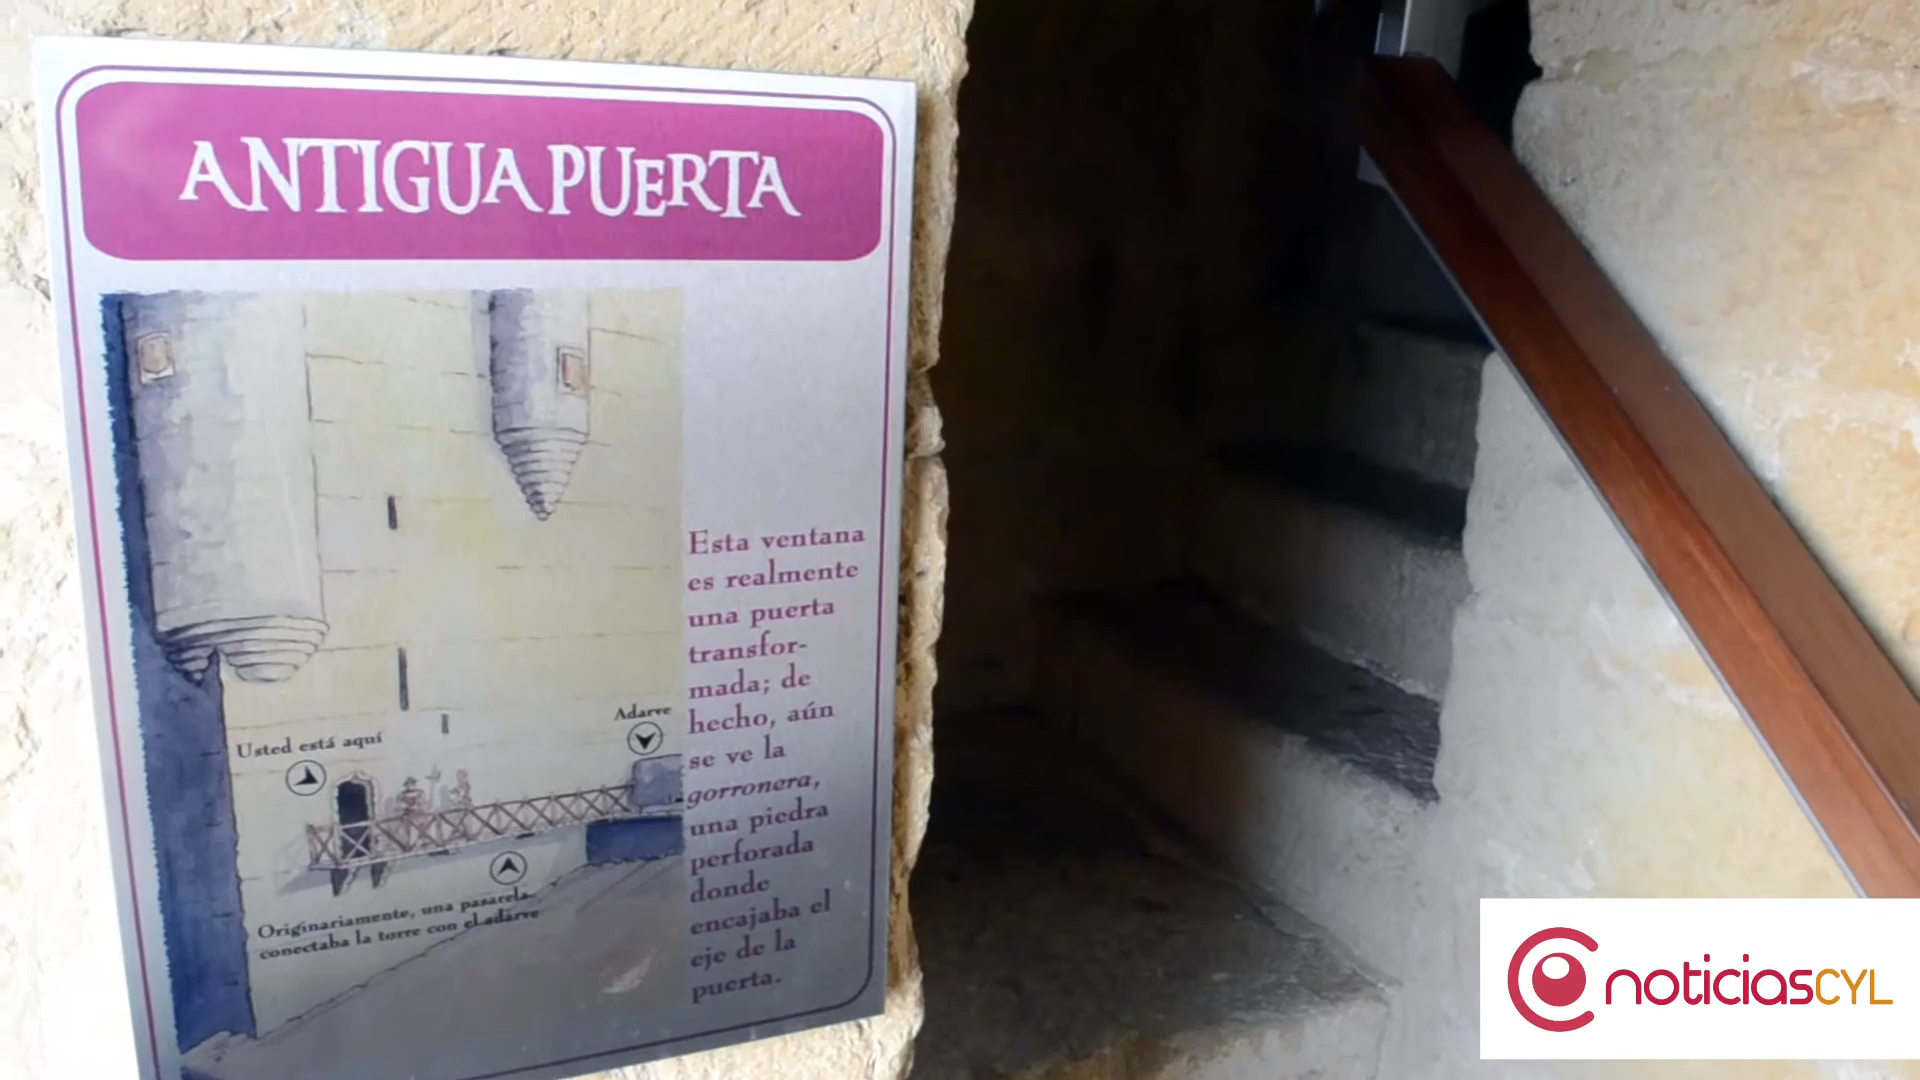 ANTIGUA PUERTA
Esta ventana
es realmente
una puerta
transfor-
mada; de
hecho, aún
se ve la
gorronera,
una piedra
perforada
donde
encajaba el
eje de la
puerta.
Adarve
Usted está aquí
Originariamente, una pasarela
conectaba la torre con el adarve
noticiasCYL